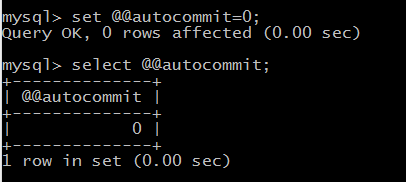 mysql> set @@autocommit=0;
Query OK, 0 rows affected (0.00 sec)
mysql> select @@autocommit;
+--------------+
| @@autocommit |
+--------------+
|            0 |
+--------------+
1 row in set (0.00 sec)